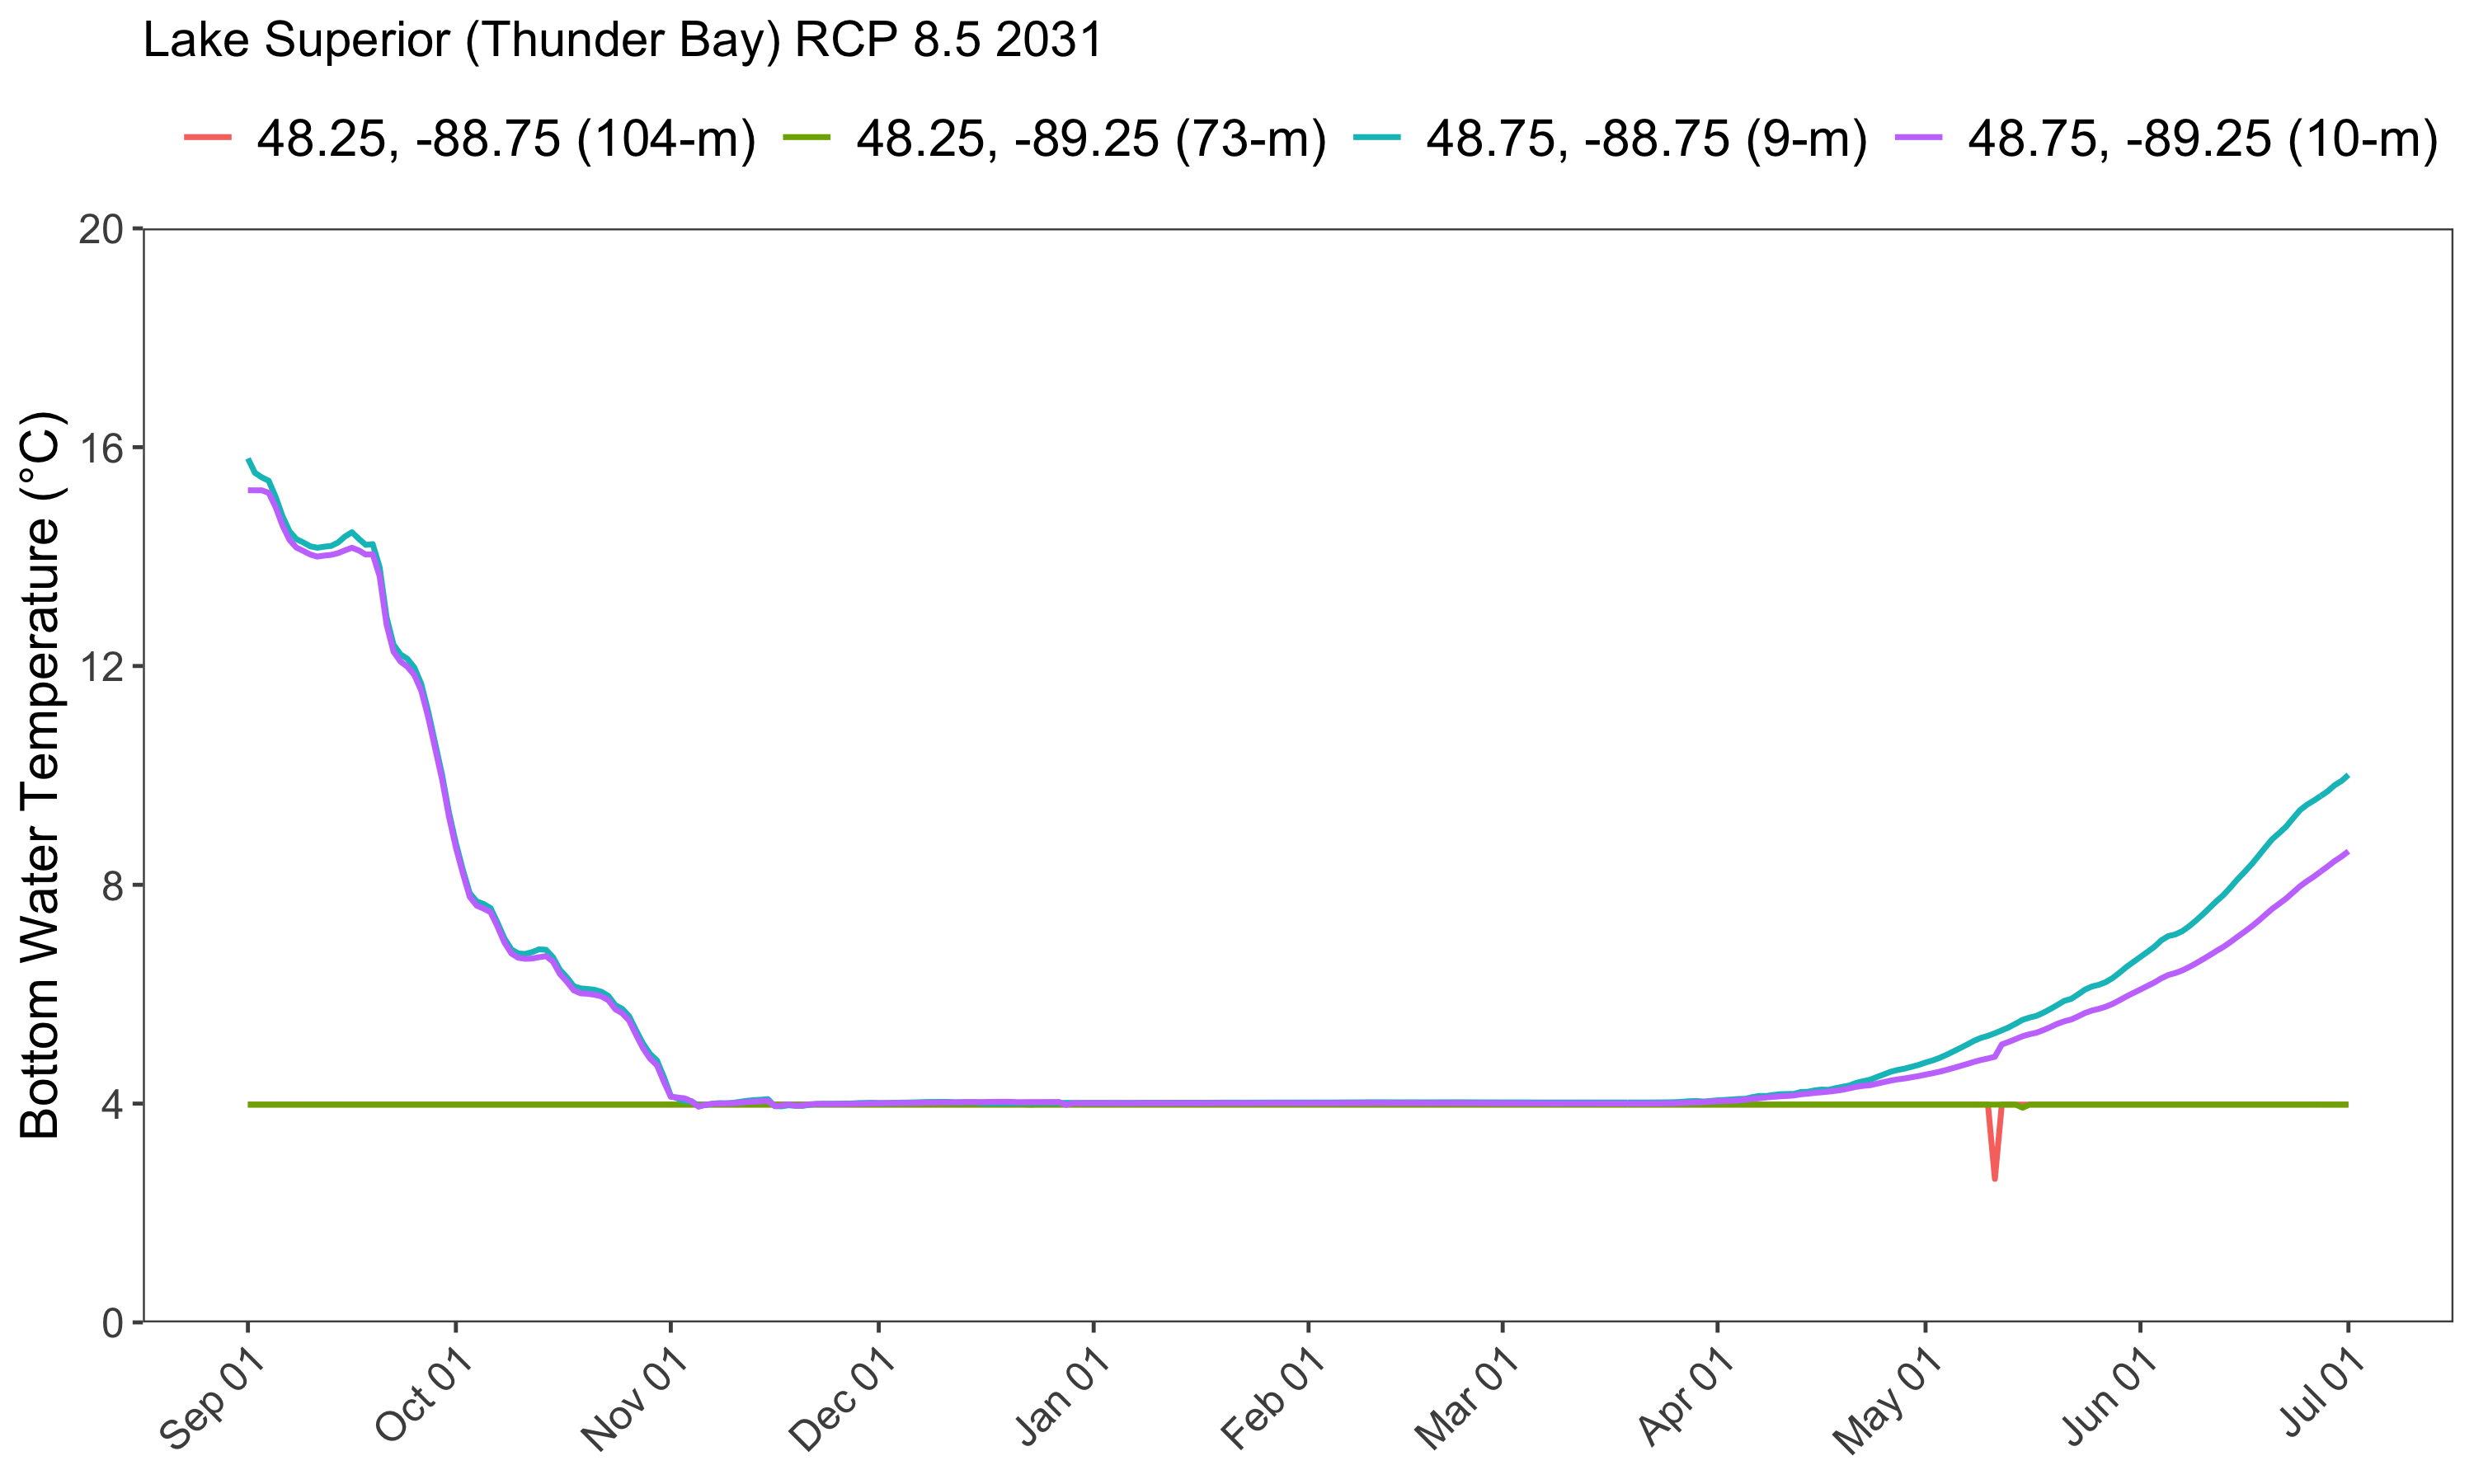 Lake Superior (Thunder Bay) RCP 8.5 2031
48.25, -88.75 (104-m) 48.25, -89.25 (73-m) 48.75, -88.75 (9-m) 48.75, -89.25 (10-m)
Bottom Water Temperature (°C)
20
16
12
8
4
0
Sep 01 Oct 01 Nov 01 Dec 01 Jan 01 Feb 01 Mar 01 Apr 01 May 01 Jun 01 Jul 01